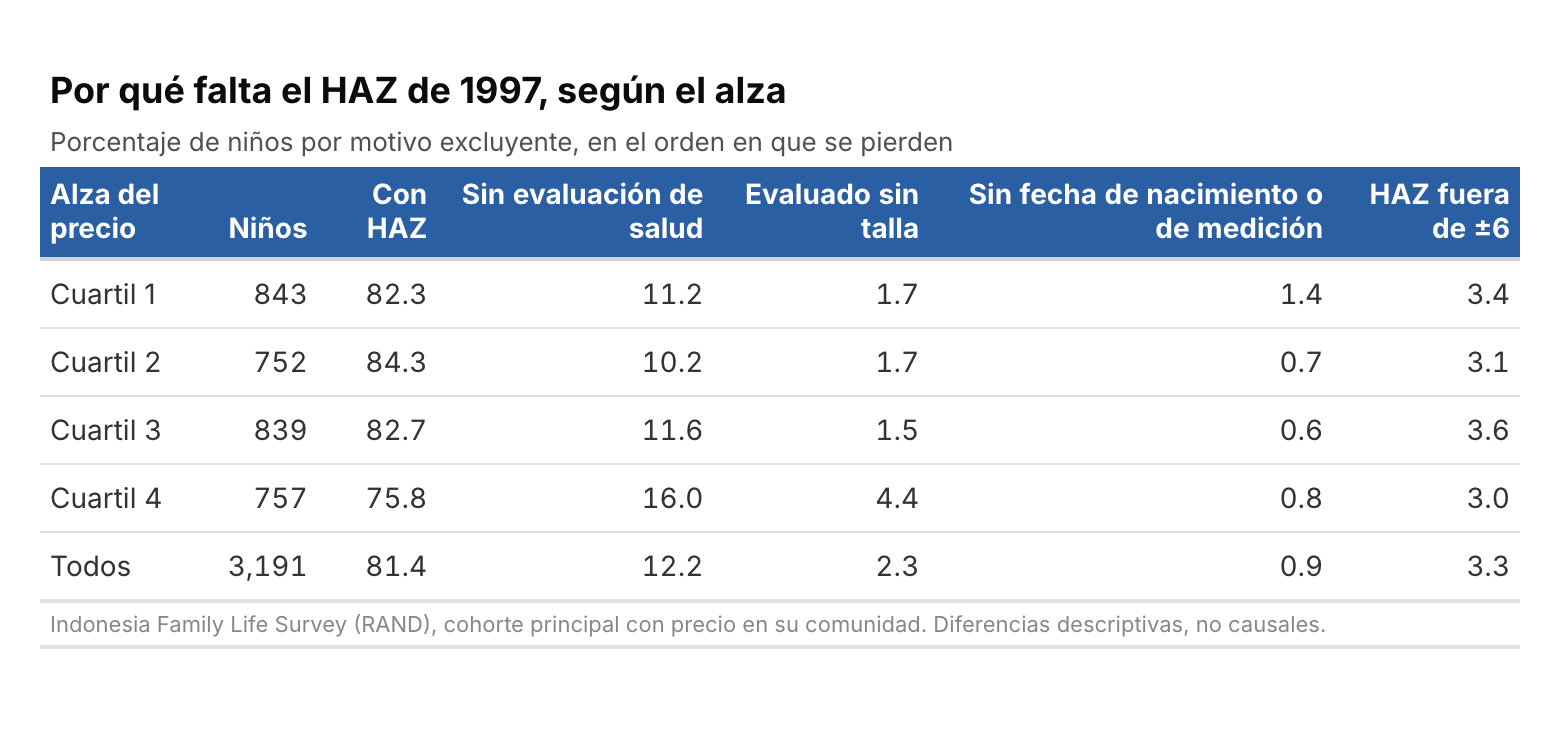 Por qué falta el HAZ de 1997, según el alza
Porcentaje de niños por motivo excluyente, en el orden en que se pierden
Alza del precio Niños Con HAZ Sin evaluación de salud Evaluado sin talla Sin fecha de nacimiento o de medición HAZ fuera de ±6
Cuartil 1 843 82.3 11.2 1.7 1.4 3.4
Cuartil 2 752 84.3 10.2 1.7 0.7 3.1
Cuartil 3 839 82.7 11.6 1.5 0.6 3.6
Cuartil 4 757 75.8 16.0 4.4 0.8 3.0
Todos 3,191 81.4 12.2 2.3 0.9 3.3
Indonesia Family Life Survey (RAND), cohorte principal con precio en su comunidad. Diferencias descriptivas, no causales.